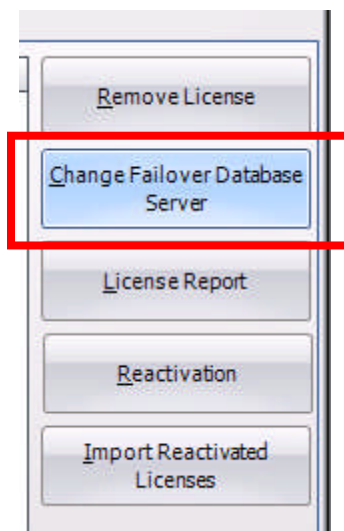 Remove License
Change Failover Database
Server
License Report
Reactivation
Import Reactivated
Licenses